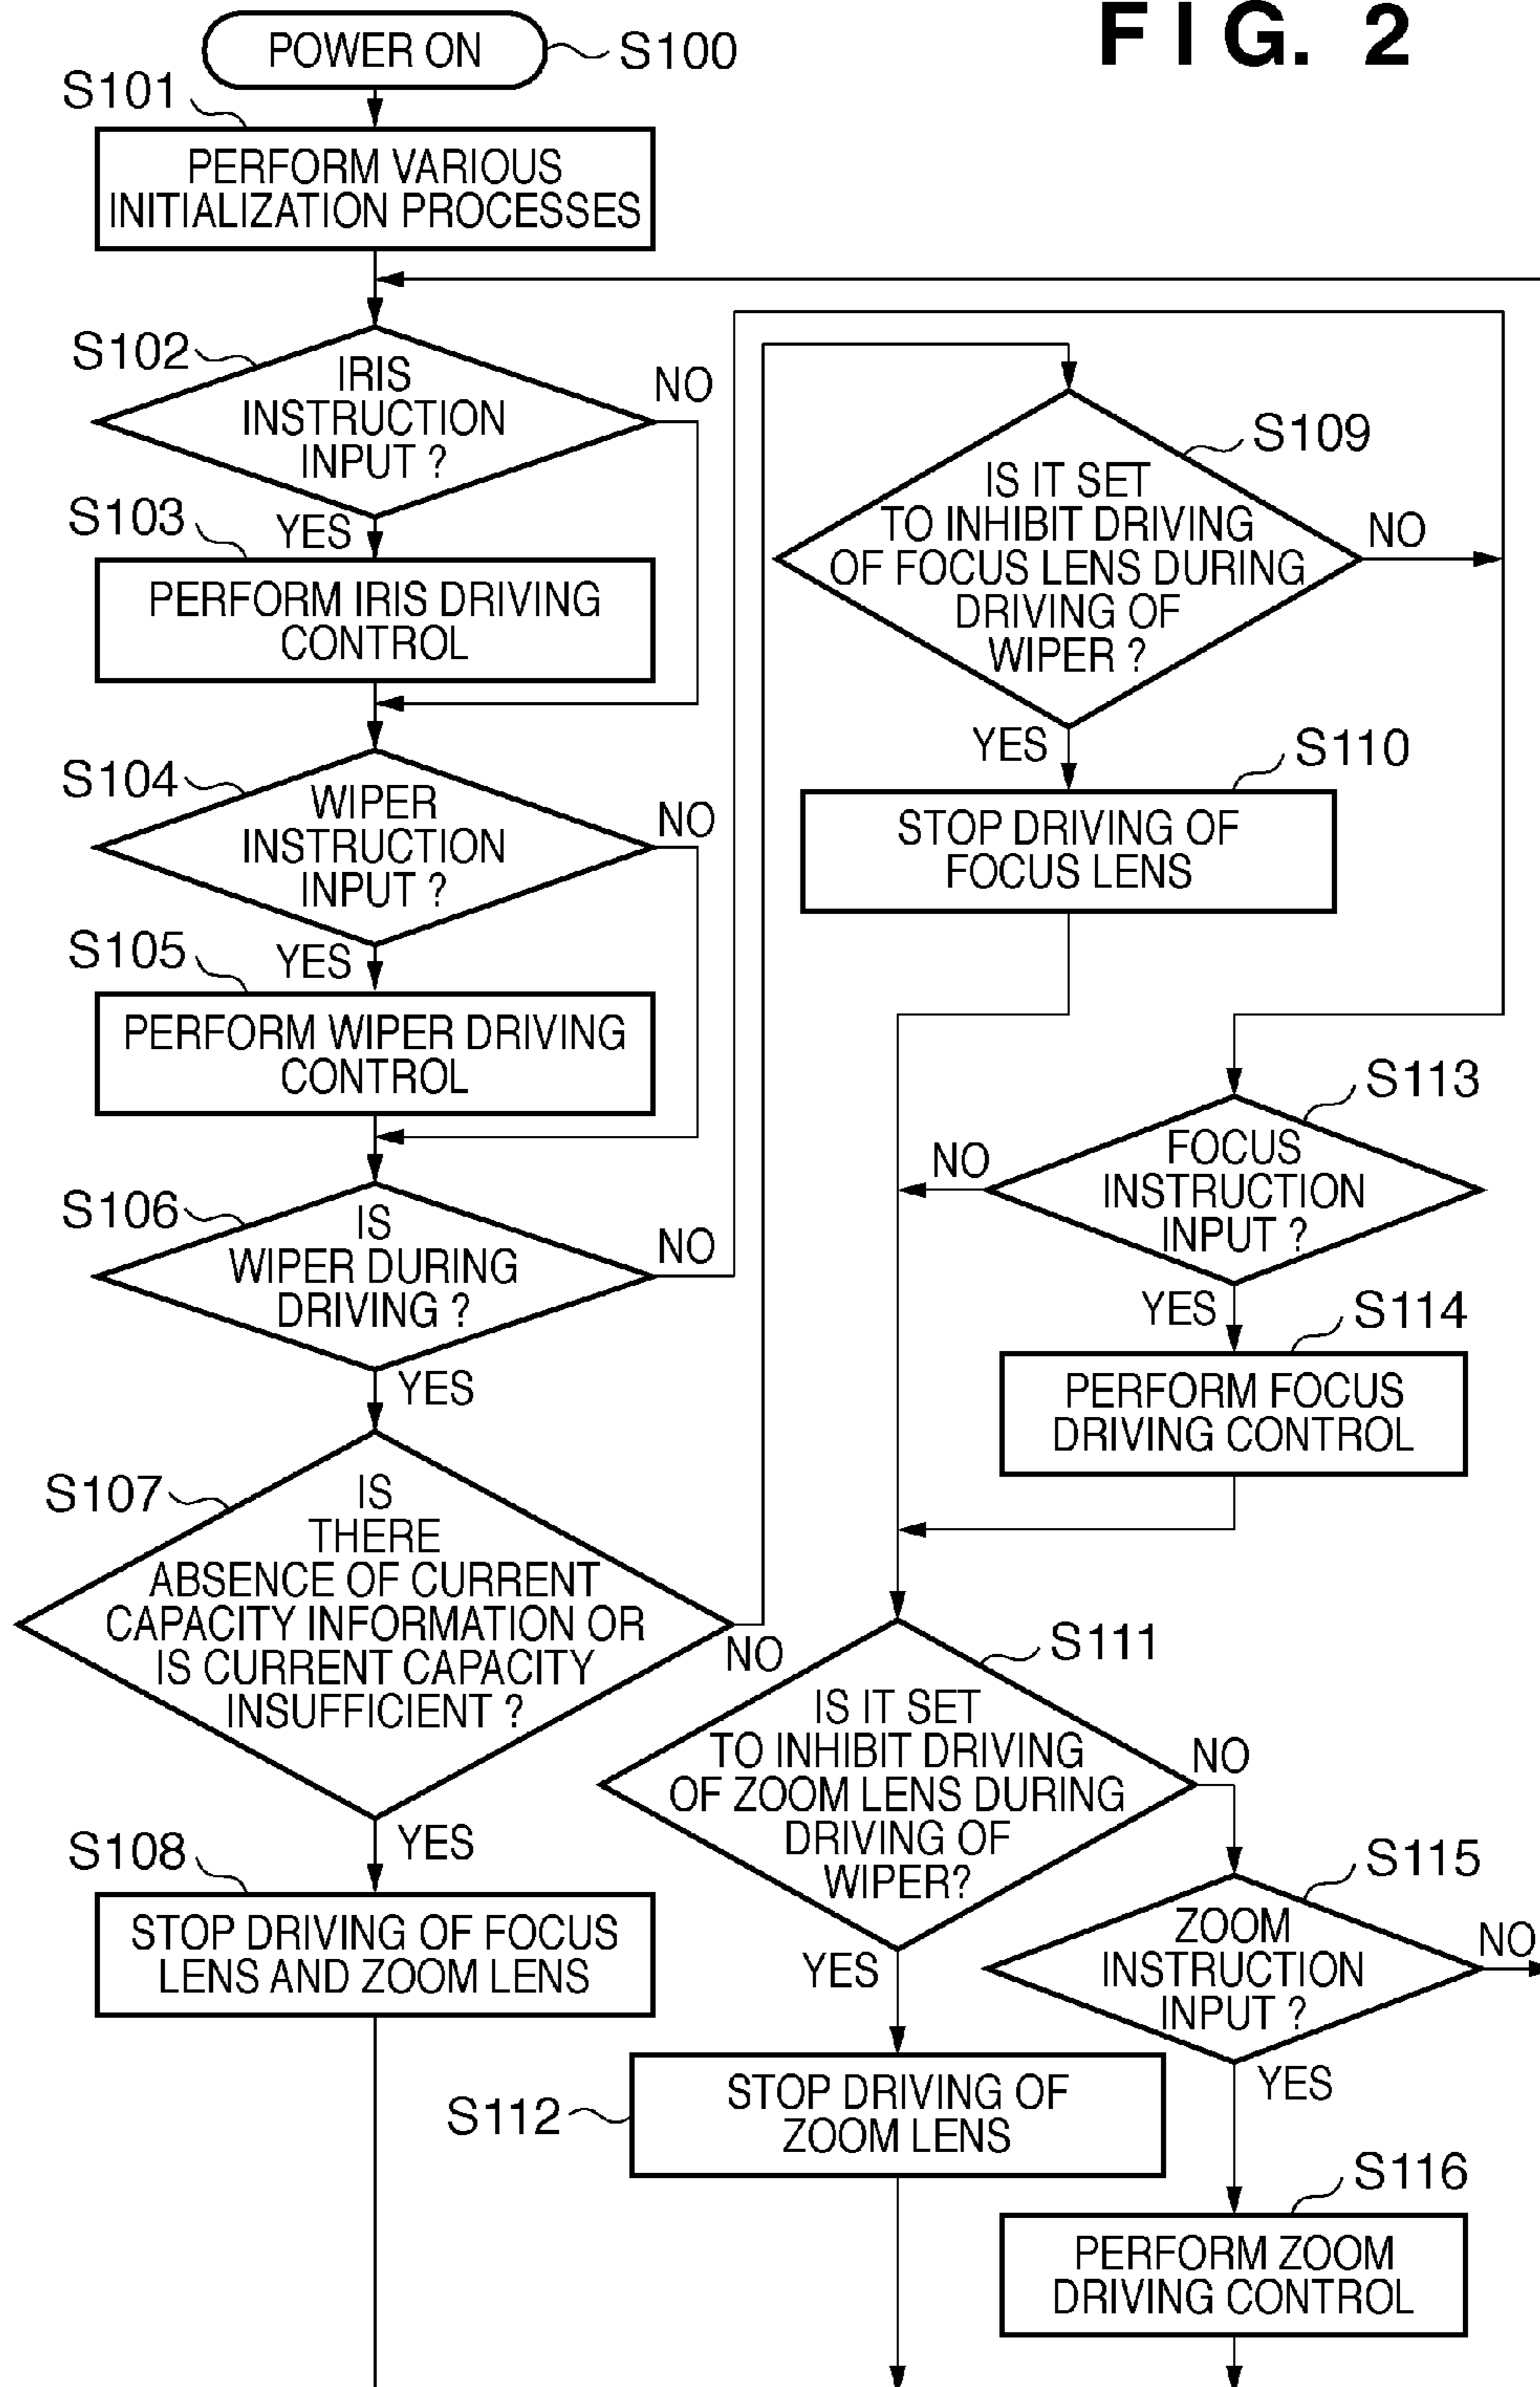 FIG. 2
POWER ON
S100
S101
PERFORM VARIOUS
INITIALIZATION PROCESSES
S102
IRIS
INSTRUCTION
INPUT ?
NO
YES
S103
PERFORM IRIS DRIVING
CONTROL
S104
WIPER
INSTRUCTION
INPUT ?
NO
YES
S105
PERFORM WIPER DRIVING
CONTROL
S106
IS
WIPER DURING
DRIVING ?
NO
YES
S107
IS
THERE
ABSENCE OF CURRENT
CAPACITY INFORMATION OR
IS CURRENT CAPACITY
INSUFFICIENT ?
NO
YES
S108
STOP DRIVING OF FOCUS
LENS AND ZOOM LENS
S109
IS IT SET
TO INHIBIT DRIVING
OF FOCUS LENS DURING
DRIVING OF
WIPER ?
NO
YES
S110
STOP DRIVING OF
FOCUS LENS
S113
FOCUS
INSTRUCTION
INPUT ?
NO
YES
S114
PERFORM FOCUS
DRIVING CONTROL
S111
IS IT SET
TO INHIBIT DRIVING
OF ZOOM LENS DURING
DRIVING OF
WIPER?
NO
YES
S112
STOP DRIVING OF
ZOOM LENS
S115
ZOOM
INSTRUCTION
INPUT ?
NO
YES
S116
PERFORM ZOOM
DRIVING CONTROL